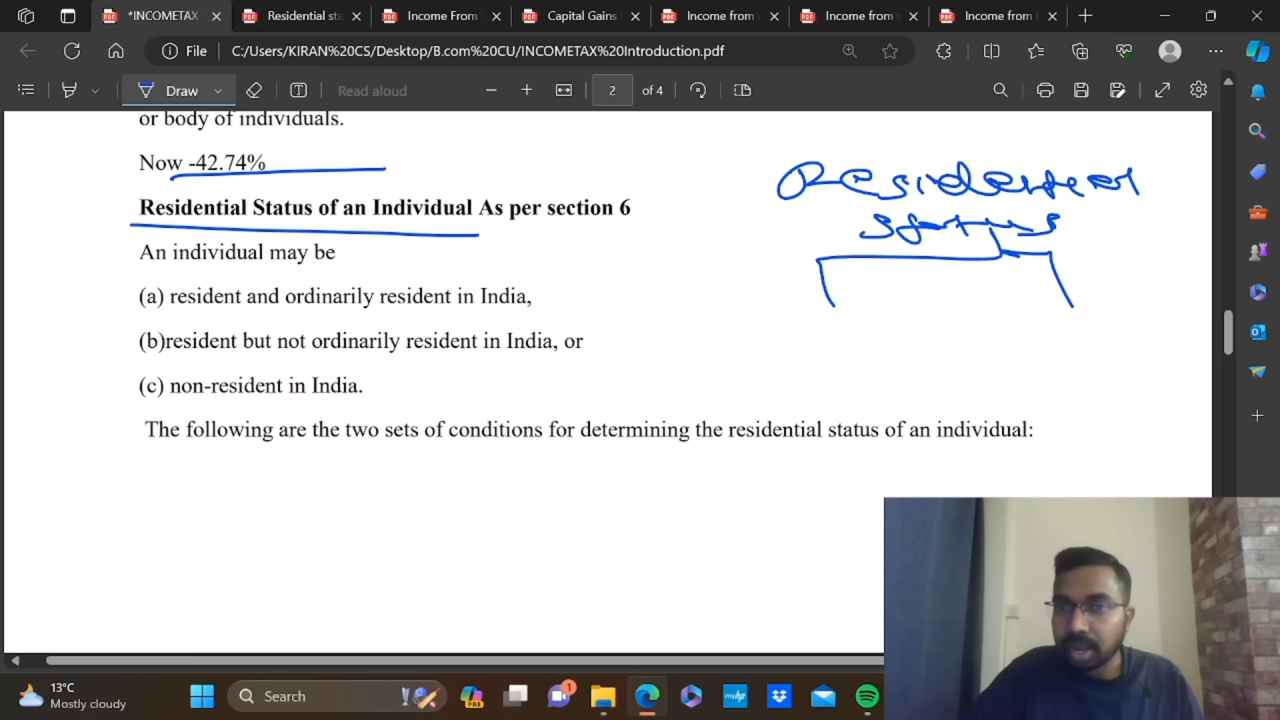 *INCOMETAX
Residential sta
Income From
Capital Gains
Income from
Income from
Income from
File
C:/Users/KIRAN%20CS/Desktop/B.com%20CU/INCOMETAX%20Introduction.pdf
Draw
Read aloud
2 of 4
or body of individuals.
Now -42.74%
Residential Status of an Individual As per section 6
An individual may be
(a) resident and ordinarily resident in India,
(b)resident but not ordinarily resident in India, or
(c) non-resident in India.
The following are the two sets of conditions for determining the residential status of an individual:
Residential
status
13°C
Mostly cloudy
Search
PRE
1